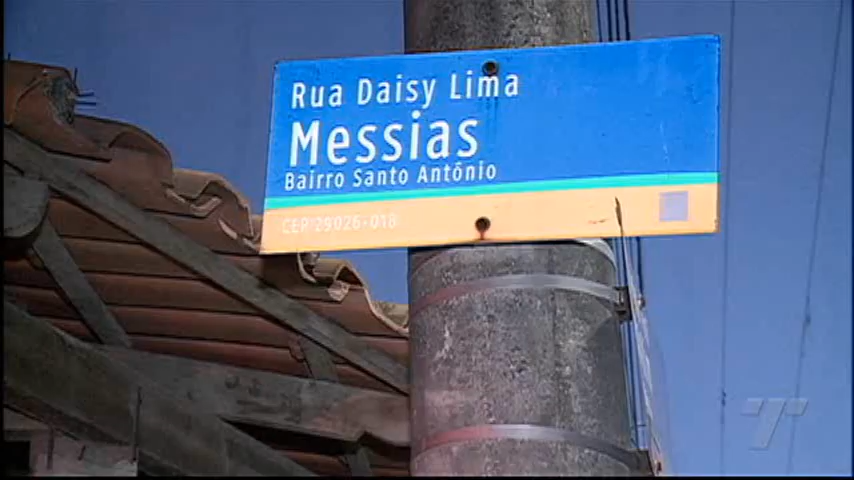 Rua Daisy Lima
Messias
Bairro Santo Antônio
CEP 29026-018